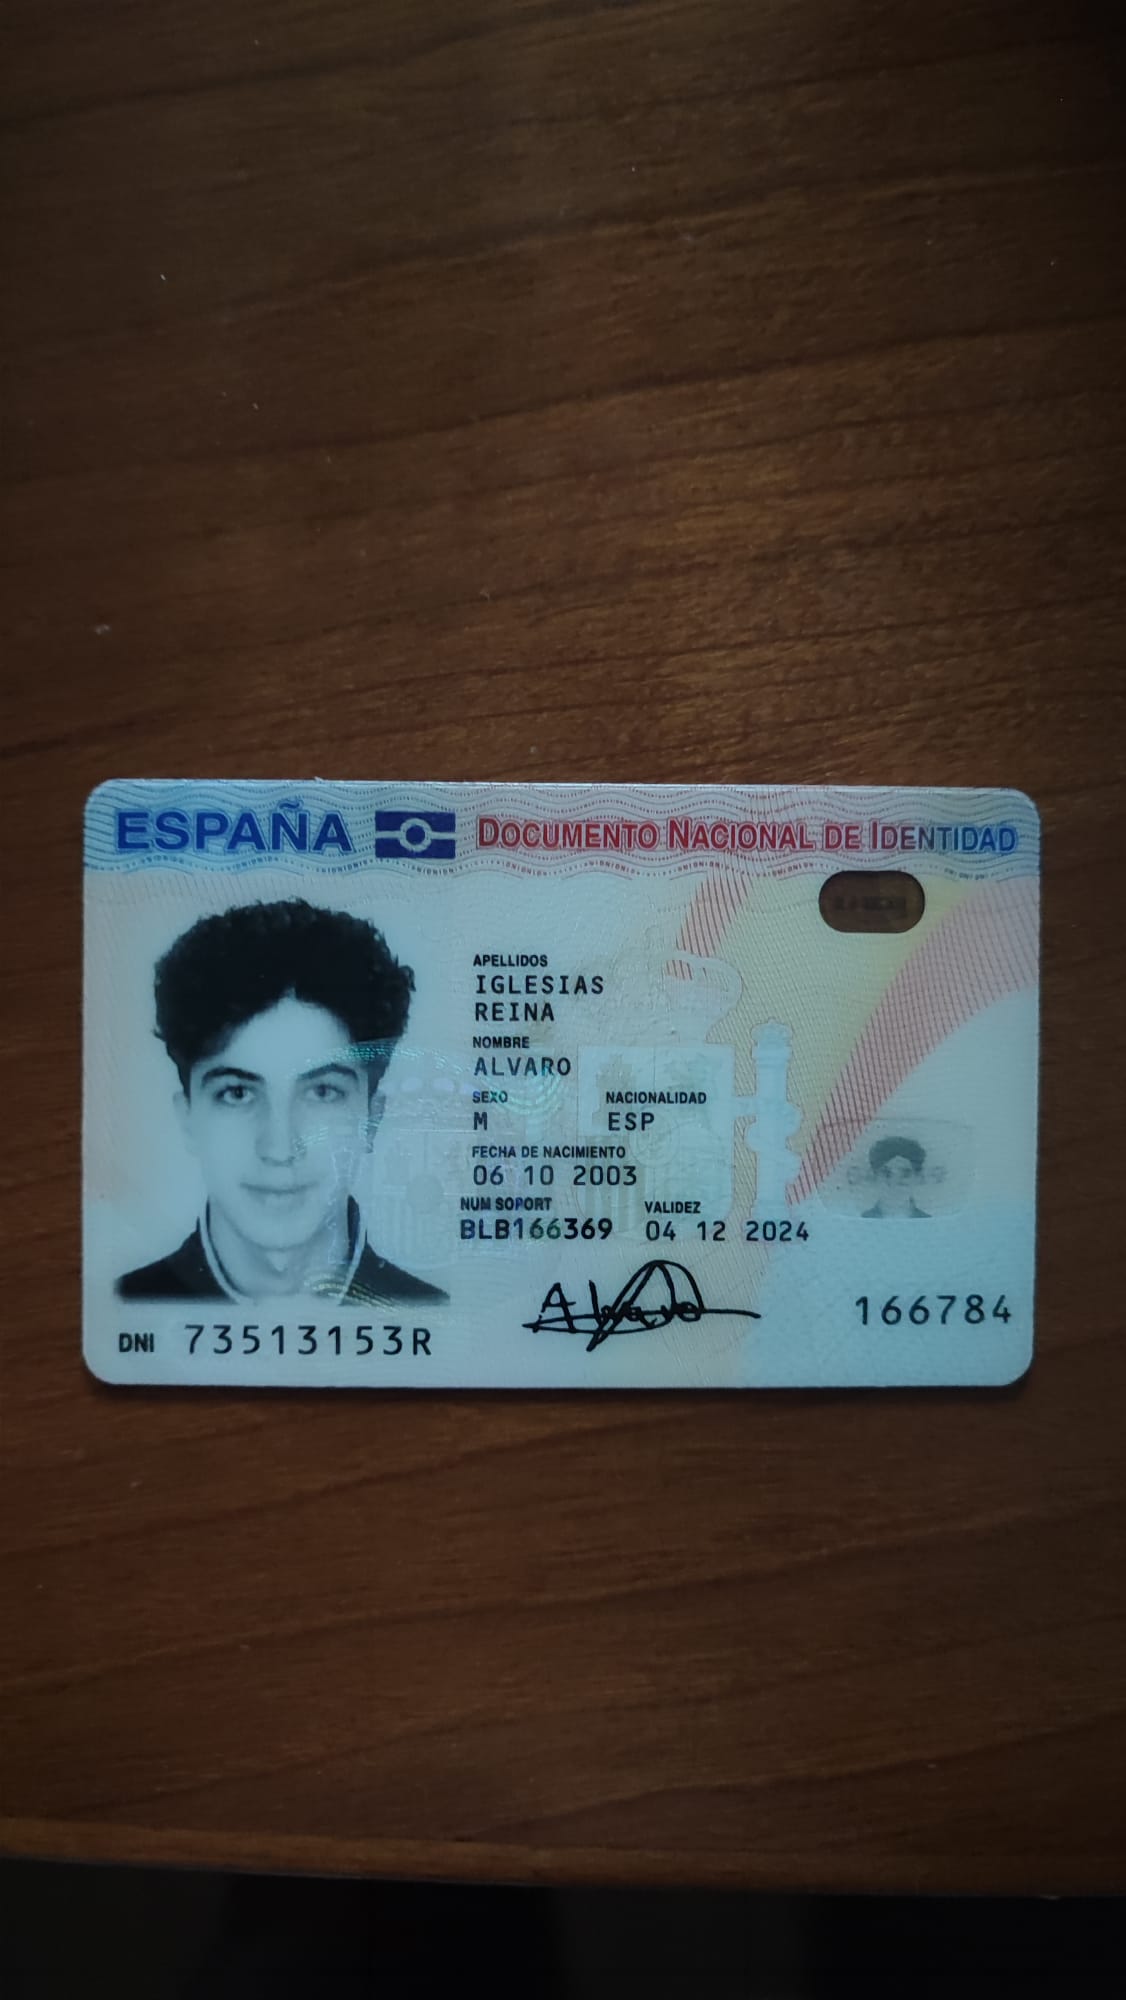 ESPAÑA DOCUMENTO NACIONAL DE IDENTIDAD
APELLIDOS
IGLESIAS
REINA
NOMBRE
ALVARO
SEXO NACIONALIDAD
M ESP
FECHA DE NACIMIENTO
06 10 2003
NUM SOPORT VALIDEZ
BLB166369 04 12 2024
Alvaro
DNI 73513153R
166784